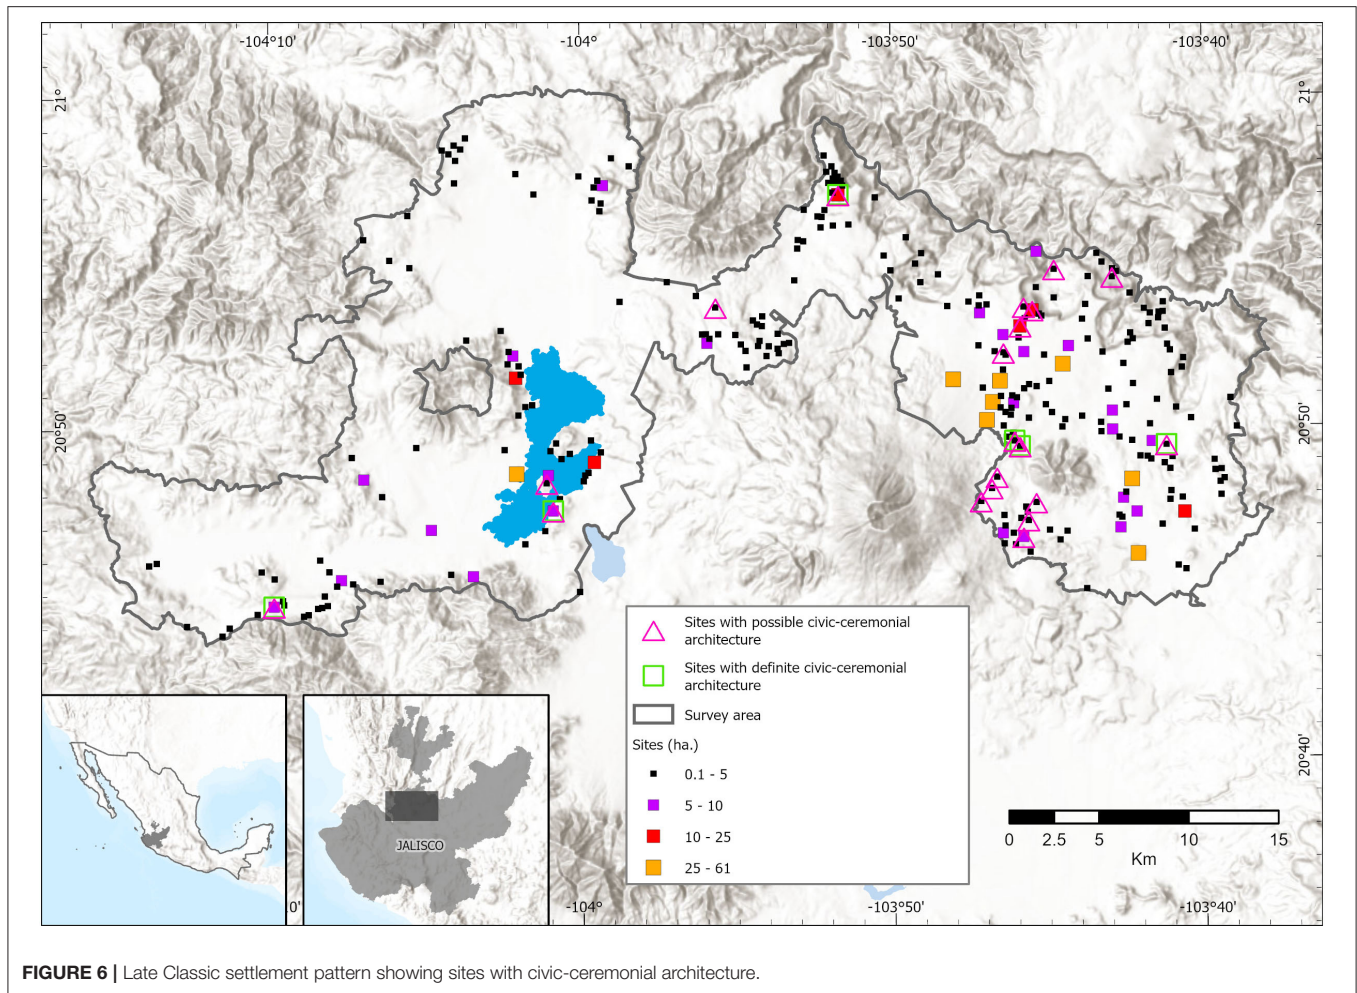 -104°10'
-104°
-103°50'
-103°40'
21°
21°
20°50'
20°50'
20°40'
Sites with possible civic-ceremonial
architecture
Sites with definite civic-ceremonial
architecture
Survey area
Sites (ha.)
0.1 - 5
5 - 10
10 - 25
25 - 61
JALISCO
0 2.5 5 10 15
Km
0'
-104°
-103°50'
-103°40'
FIGURE 6 | Late Classic settlement pattern showing sites with civic-ceremonial architecture.